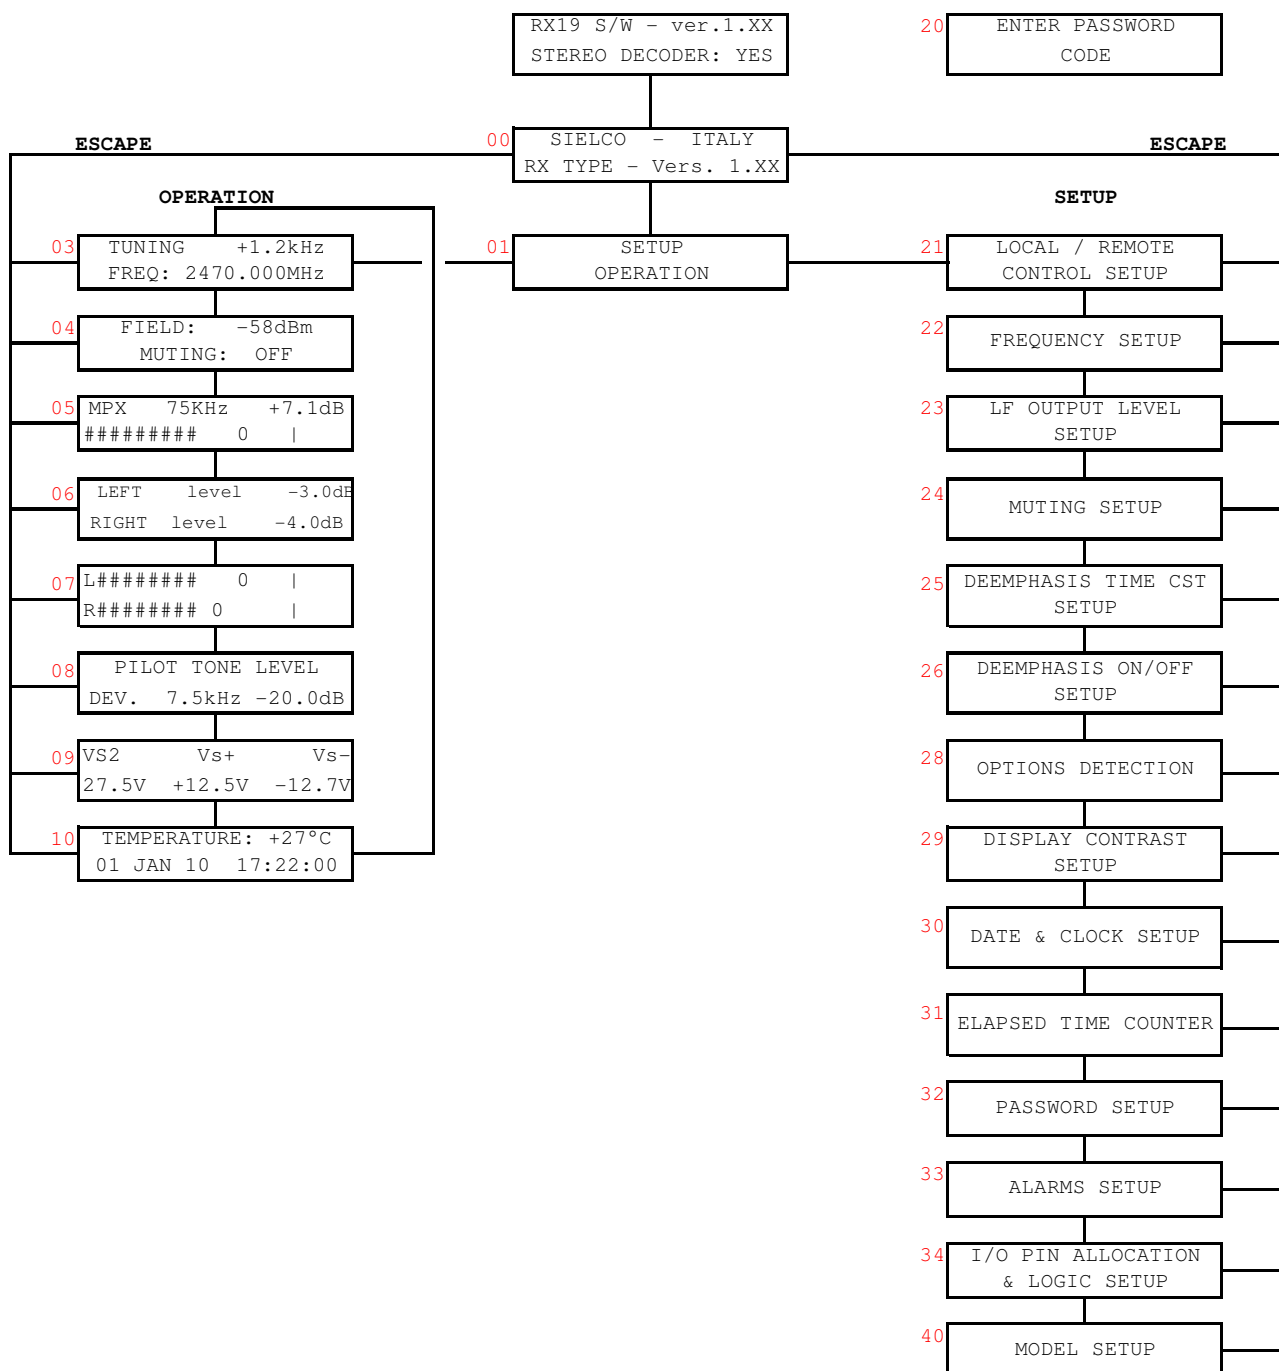 RX19 S/W - ver.1.XX
STEREO DECODER: YES
20 ENTER PASSWORD
CODE
ESCAPE
00 SIELCO - ITALY
RX TYPE - Vers. 1.XX
ESCAPE
OPERATION
SETUP
03 TUNING +1.2kHz
FREQ: 2470.000MHz
01 SETUP
OPERATION
21 LOCAL / REMOTE
CONTROL SETUP
04 FIELD: -58dBm
MUTING: OFF
22 FREQUENCY SETUP
05 MPX 75KHz +7.1dB
######### 0 |
23 LF OUTPUT LEVEL
SETUP
06 LEFT level -3.0dB
RIGHT level -4.0dB
24 MUTING SETUP
07 L######## 0 |
R######## 0 |
25 DEEMPHASIS TIME CST
SETUP
08 PILOT TONE LEVEL
DEV. 7.5kHz -20.0dB
26 DEEMPHASIS ON/OFF
SETUP
09 VS2 Vs+ Vs-
27.5V +12.5V -12.7V
28 OPTIONS DETECTION
10 TEMPERATURE: +27°C
01 JAN 10 17:22:00
29 DISPLAY CONTRAST
SETUP
30 DATE & CLOCK SETUP
31 ELAPSED TIME COUNTER
32 PASSWORD SETUP
33 ALARMS SETUP
34 I/O PIN ALLOCATION
& LOGIC SETUP
40 MODEL SETUP